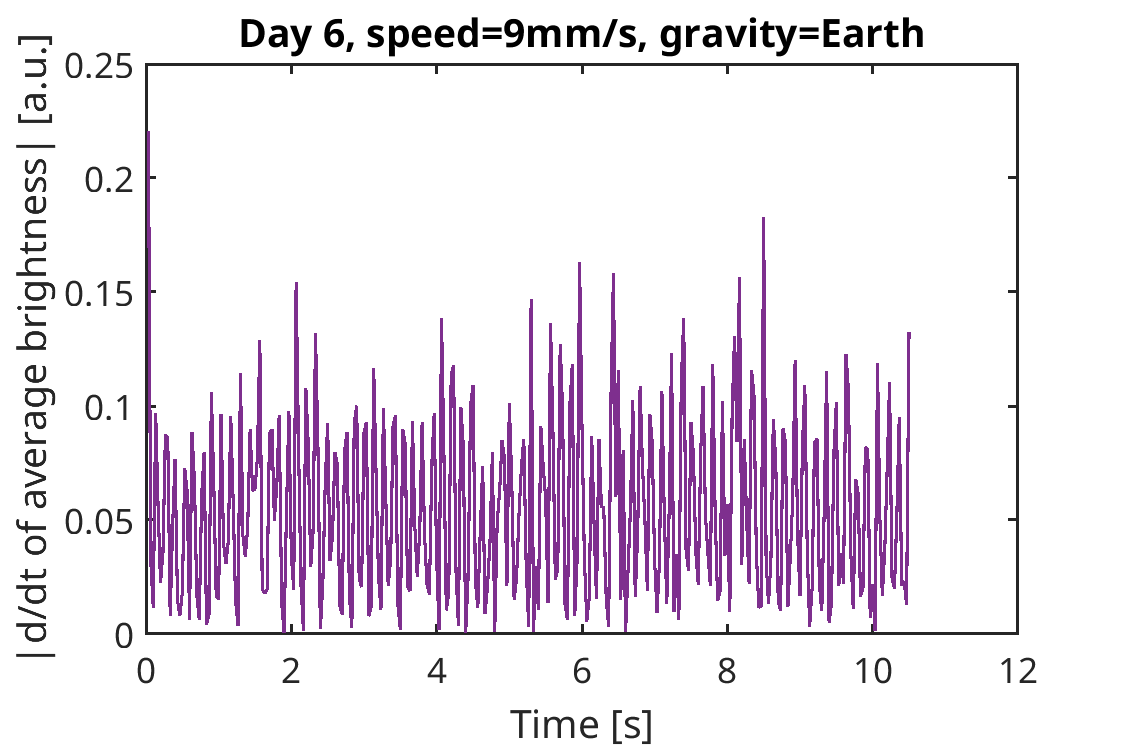 Day 6, speed=9mm/s, gravity=Earth
|d/dt of average brightness| [a.u.]
0.25
0.2
0.15
0.1
0.05
0
0 2 4 6 8 10 12
Time [s]